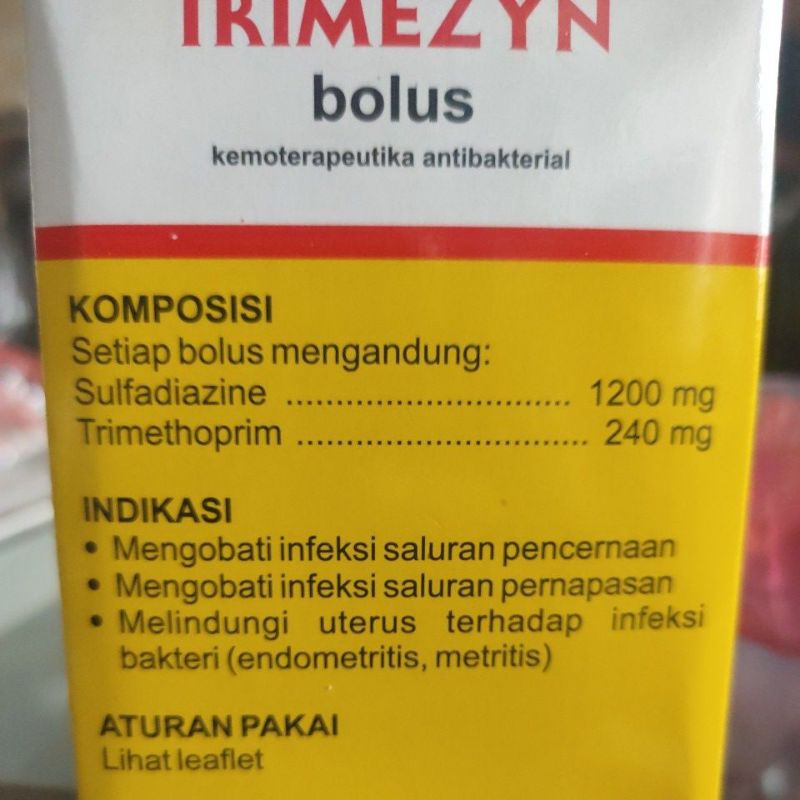 TRIMEZYN
bolus
kemoterapeutika antibakterial
KOMPOSISI
Setiap bolus mengandung:
Sulfadiazine .............................. 1200 mg
Trimethoprim .............................. 240 mg
INDIKASI
• Mengobati infeksi saluran pencernaan
• Mengobati infeksi saluran pernapasan
• Melindungi uterus terhadap infeksi
bakteri (endometritis, metritis)
ATURAN PAKAI
Lihat leaflet